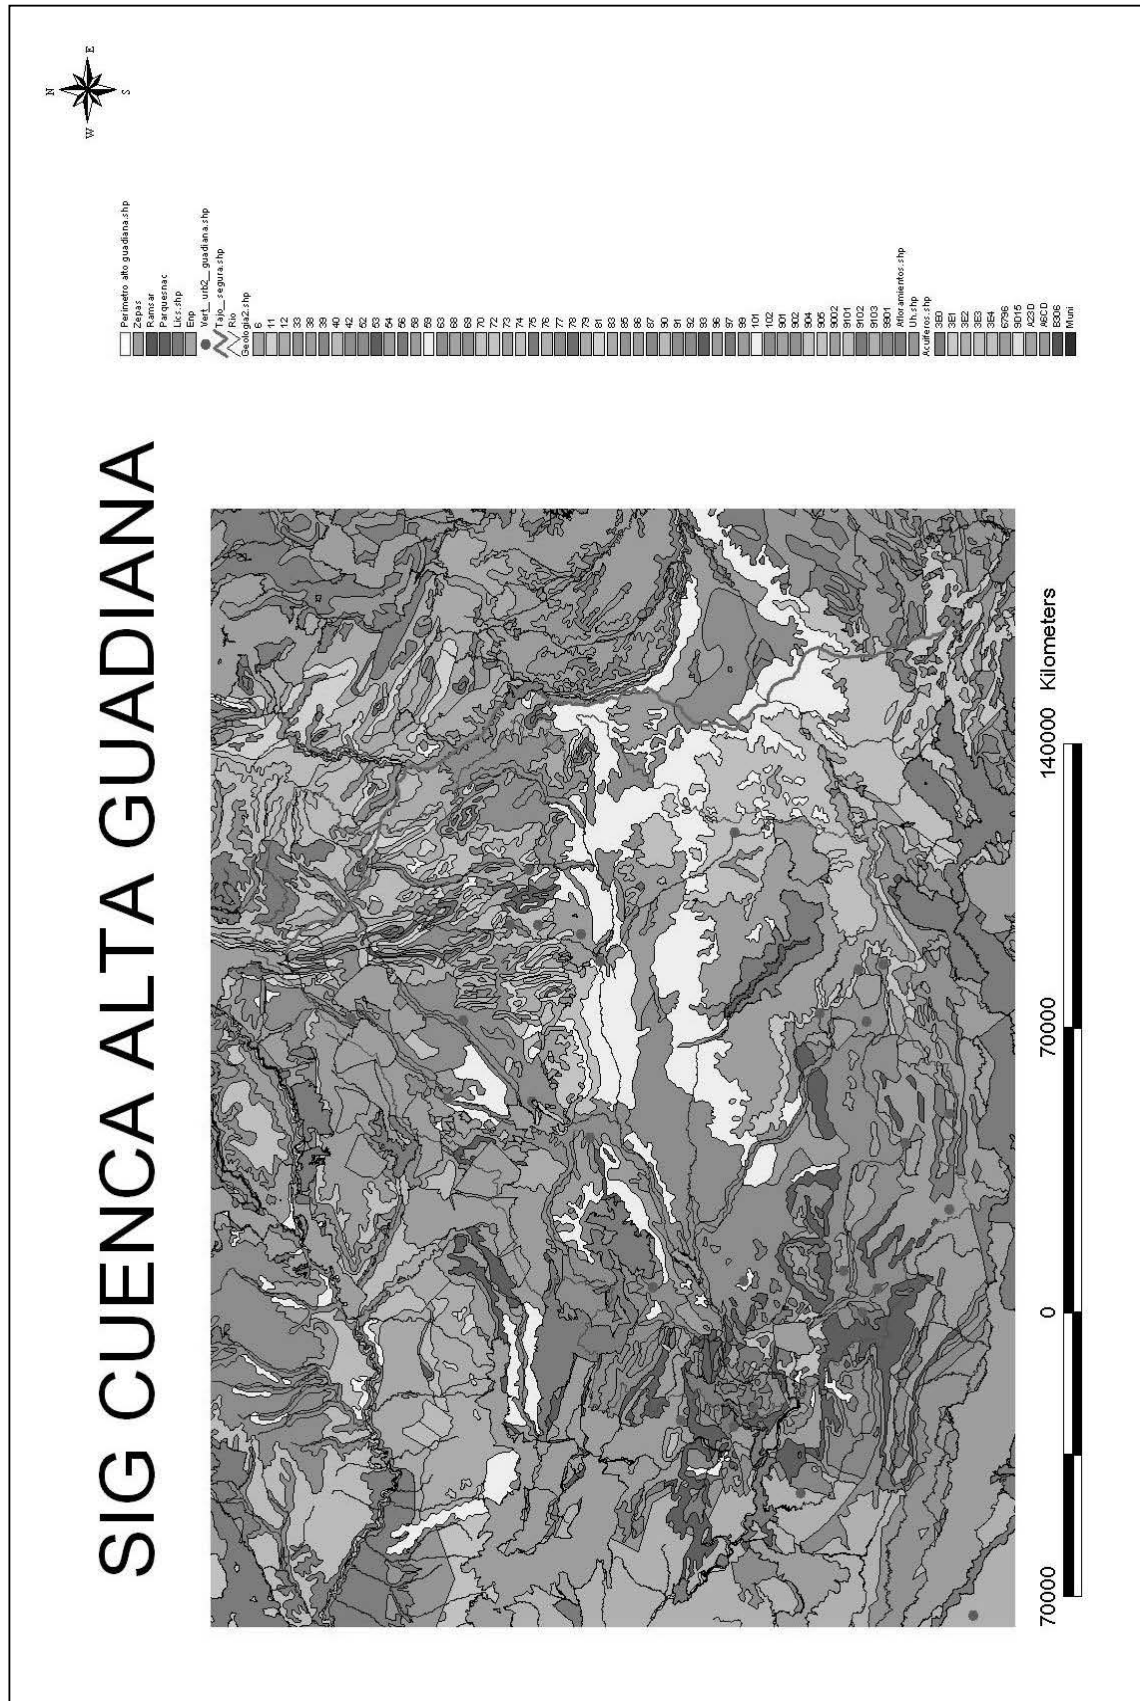 SIG CUENCA ALTA GUADIANA
N
W
E
S
Perimetro alto guadiana.shp
Zepas
Ramsar
Parquesnac
Lics.shp
Enp
Vert_urb2_guadiana.shp
Tajo_segura.shp
Rio
Geologia2.shp
6
11
12
33
38
39
40
42
52
53
54
56
58
59
63
68
69
70
72
73
74
75
76
77
78
79
81
83
85
86
87
90
91
92
93
96
97
99
101
102
901
902
904
905
9002
9101
9102
9103
9901
Afloramientos.shp
Uh.shp
Acuiferos.shp
3E0
3E1
3E2
3E3
3E4
6796
9D15
A23D
A6CD
B306
Muni
70000
0
70000
140000 Kilometers